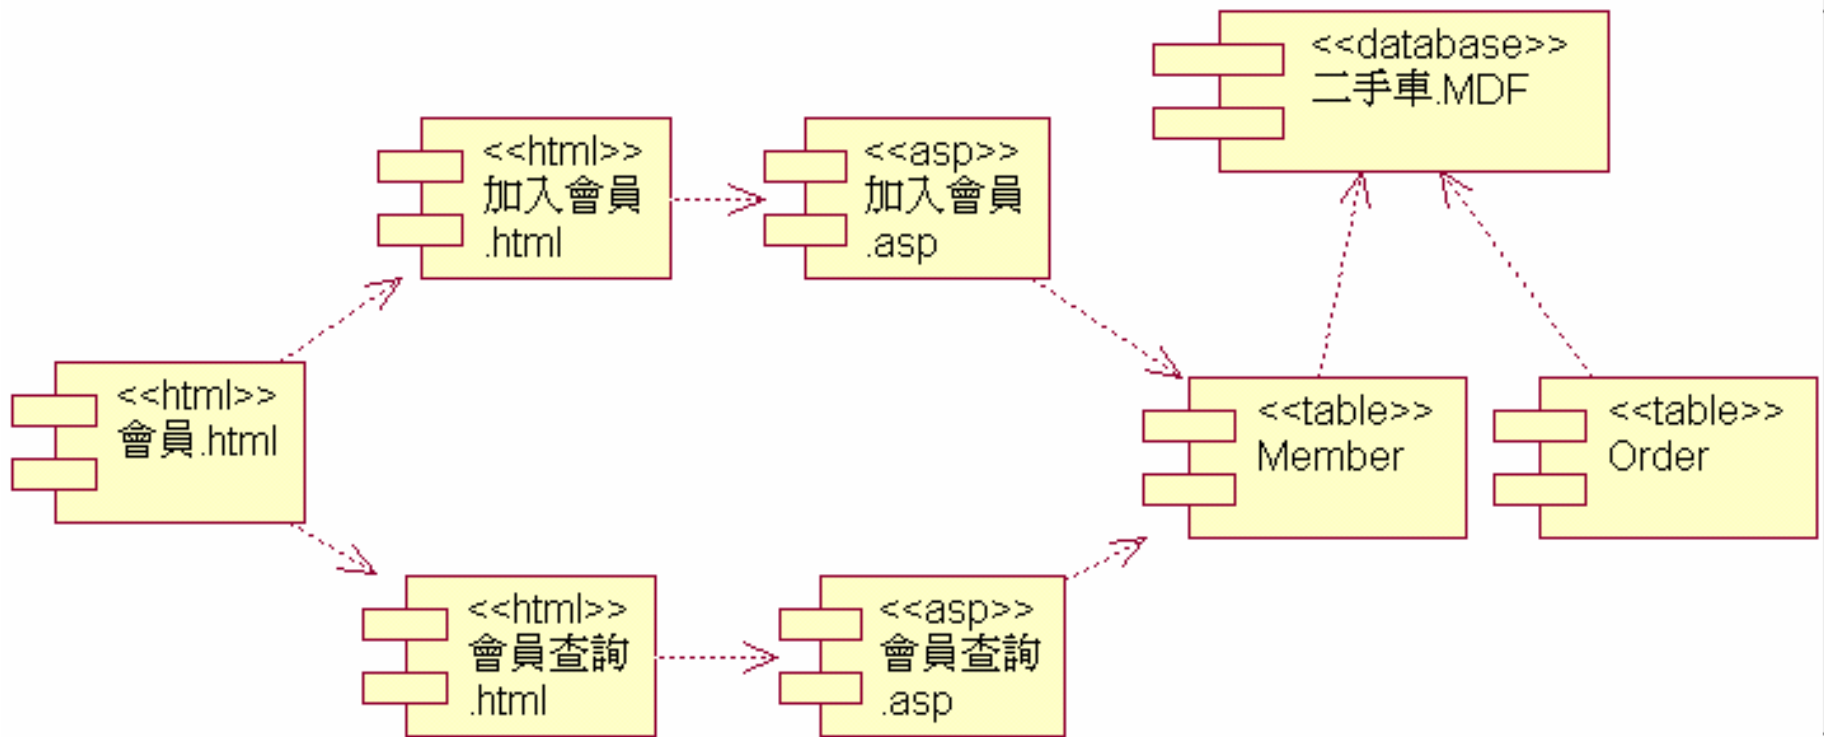 <<database>>
二手車.MDF
<<html>>
加入會員
.html
<<asp>>
加入會員
.asp
<<html>>
會員.html
<<table>>
Member
<<table>>
Order
<<html>>
會員查詢
.html
<<asp>>
會員查詢
.asp